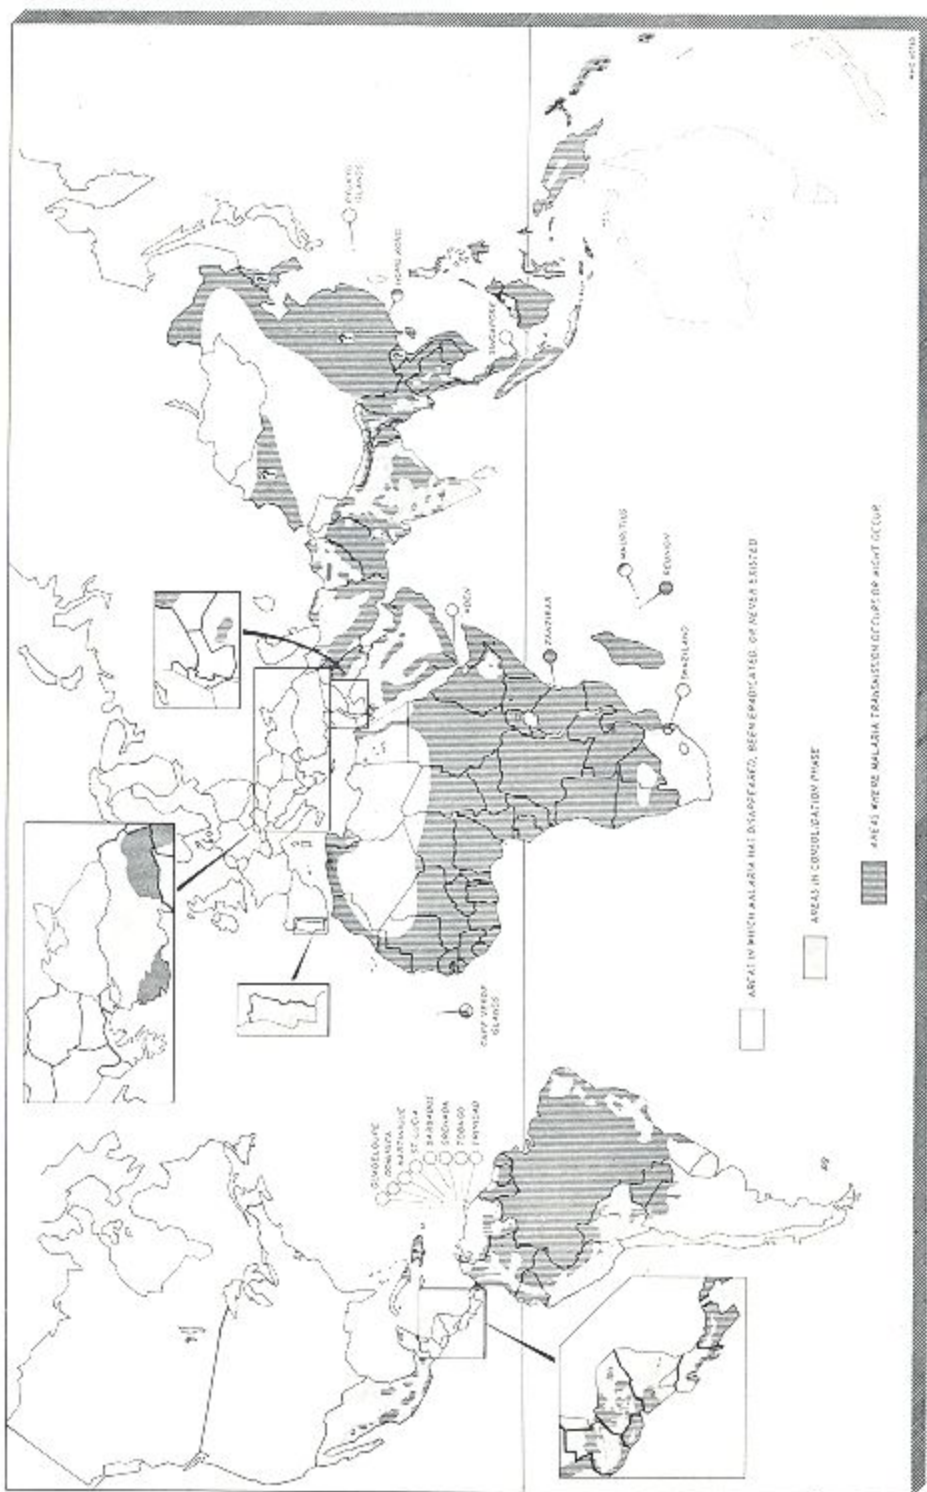 GUADELOUPE
DOMINICA
MARTINIQUE
ST. LUCIA
BARBADOS
GRENADA
TOBAGO
TRINIDAD
CAPE VERDE
ISLANDS
ADEN
ZANZIBAR
MAURITIUS
REUNION
SWAZILAND
HONG KONG
SINGAPORE
RYUKYU
ISLANDS
?
?
?
AREAS IN WHICH MALARIA HAS DISAPPEARED, BEEN ERADICATED, OR NEVER EXISTED
AREAS IN CONSOLIDATION PHASE
AREAS WHERE MALARIA TRANSMISSION OCCURS OR MIGHT OCCUR